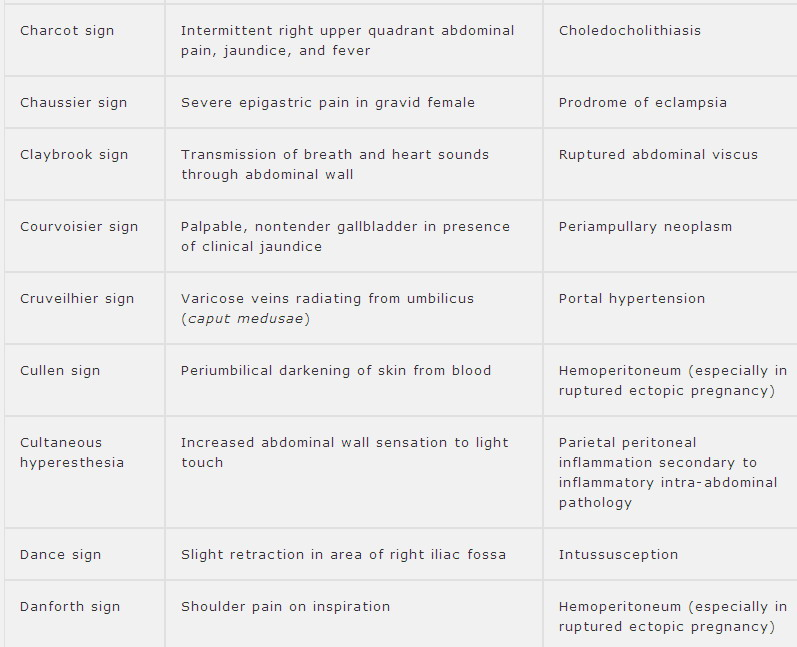 Charcot sign
Intermittent right upper quadrant abdominal
pain, jaundice, and fever
Choledocholithiasis
Chaussier sign
Severe epigastric pain in gravid female
Prodrome of eclampsia
Claybrook sign
Transmission of breath and heart sounds
through abdominal wall
Ruptured abdominal viscus
Courvoisier sign
Palpable, nontender gallbladder in presence
of clinical jaundice
Periampullary neoplasm
Cruveilhier sign
Varicose veins radiating from umbilicus
(caput medusae)
Portal hypertension
Cullen sign
Periumbilical darkening of skin from blood
Hemoperitoneum (especially in
ruptured ectopic pregnancy)
Cultaneous
hyperesthesia
Increased abdominal wall sensation to light
touch
Parietal peritoneal
inflammation secondary to
inflammatory intra-abdominal
pathology
Dance sign
Slight retraction in area of right iliac fossa
Intussusception
Danforth sign
Shoulder pain on inspiration
Hemoperitoneum (especially in
ruptured ectopic pregnancy)